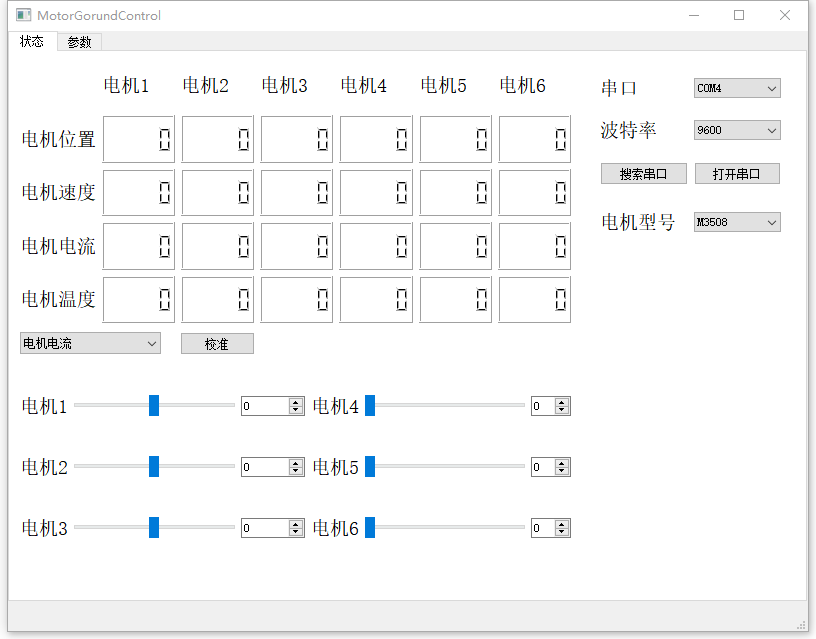 MotorGorundControl
状态 参数
电机1 电机2 电机3 电机4 电机5 电机6
串口 COM4
电机位置 0 0 0 0 0 0
波特率 9600
搜索串口 打开串口
电机速度 0 0 0 0 0 0
电机型号 M3508
电机电流 0 0 0 0 0 0
电机温度 0 0 0 0 0 0
电机电流 校准
电机1 0 电机4 0
电机2 0 电机5 0
电机3 0 电机6 0